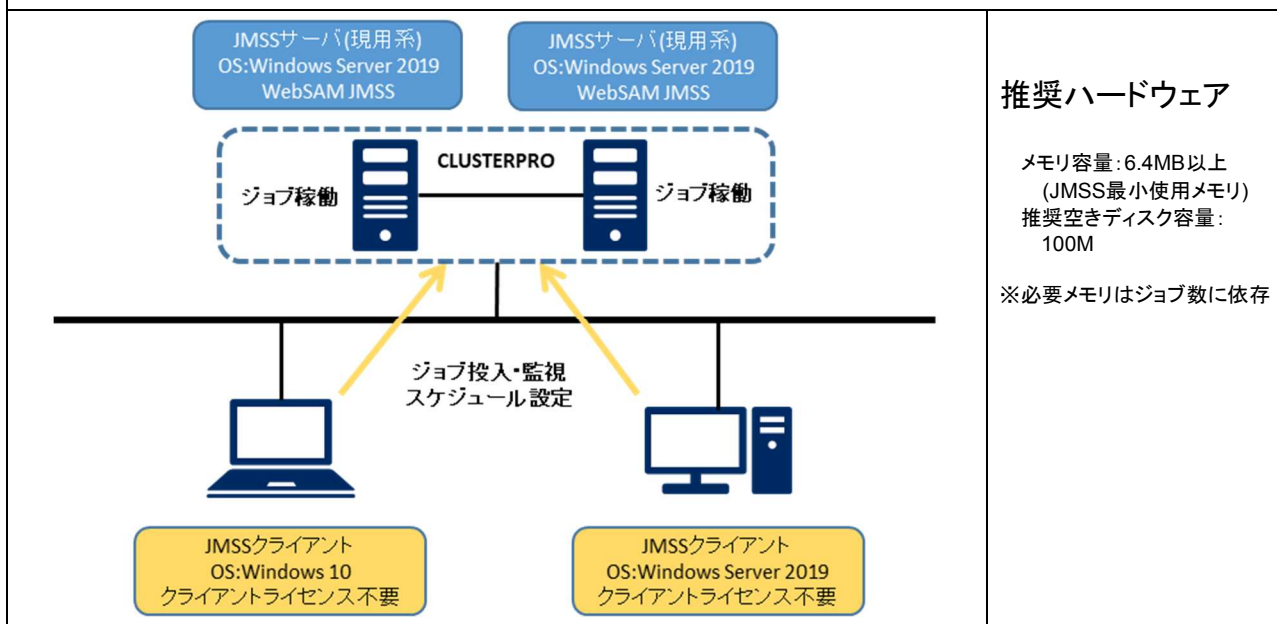 JMSSサーバ(現用系)
OS:Windows Server 2019
WebSAM JMSS
JMSSサーバ(現用系)
OS:Windows Server 2019
WebSAM JMSS
CLUSTERPRO
ジョブ稼働
ジョブ稼働
ジョブ投入・監視
スケジュール設定
JMSSクライアント
OS:Windows 10
クライアントライセンス不要
JMSSクライアント
OS:Windows Server 2019
クライアントライセンス不要
推奨ハードウェア
メモリ容量:6.4MB以上
(JMSS最小使用メモリ)
推奨空きディスク容量:
100M
※必要メモリはジョブ数に依存